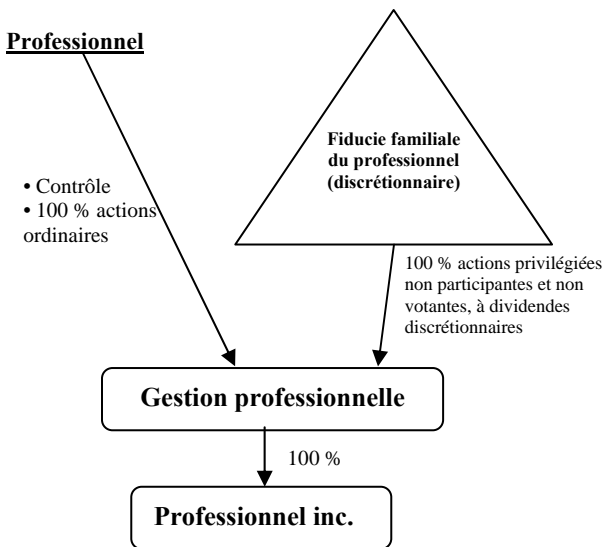 Professionnel
Fiducie familiale
du professionnel
(discrétionnaire)
• Contrôle
• 100 % actions
ordinaires
100 % actions privilégiées
non participantes et non
votantes, à dividendes
discrétionnaires
Gestion professionnelle
100 %
Professionnel inc.